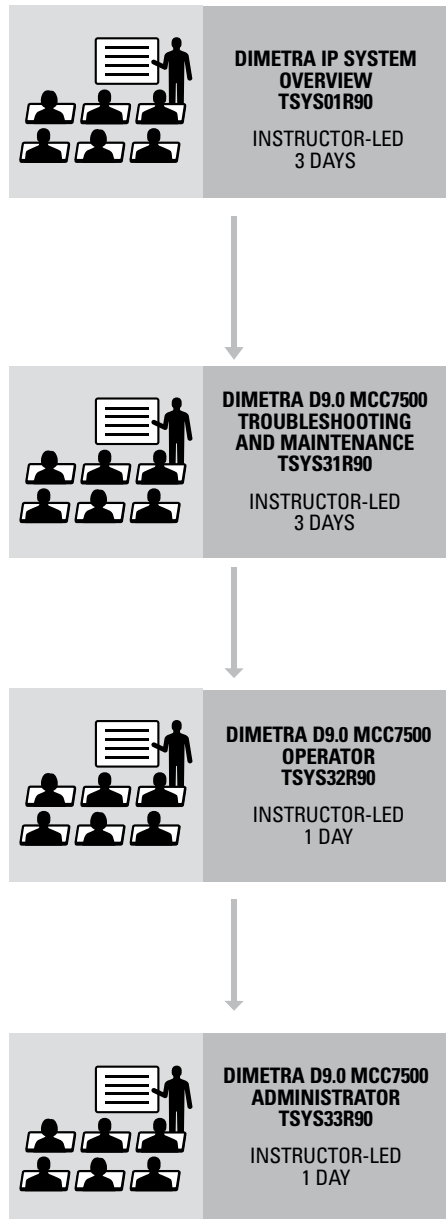 DIMETRA IP SYSTEM
OVERVIEW
TSYS01R90
INSTRUCTOR-LED
3 DAYS
DIMETRA D9.0 MCC7500
TROUBLESHOOTING
AND MAINTENANCE
TSYS31R90
INSTRUCTOR-LED
3 DAYS
DIMETRA D9.0 MCC7500
OPERATOR
TSYS32R90
INSTRUCTOR-LED
1 DAY
DIMETRA D9.0 MCC7500
ADMINISTRATOR
TSYS33R90
INSTRUCTOR-LED
1 DAY